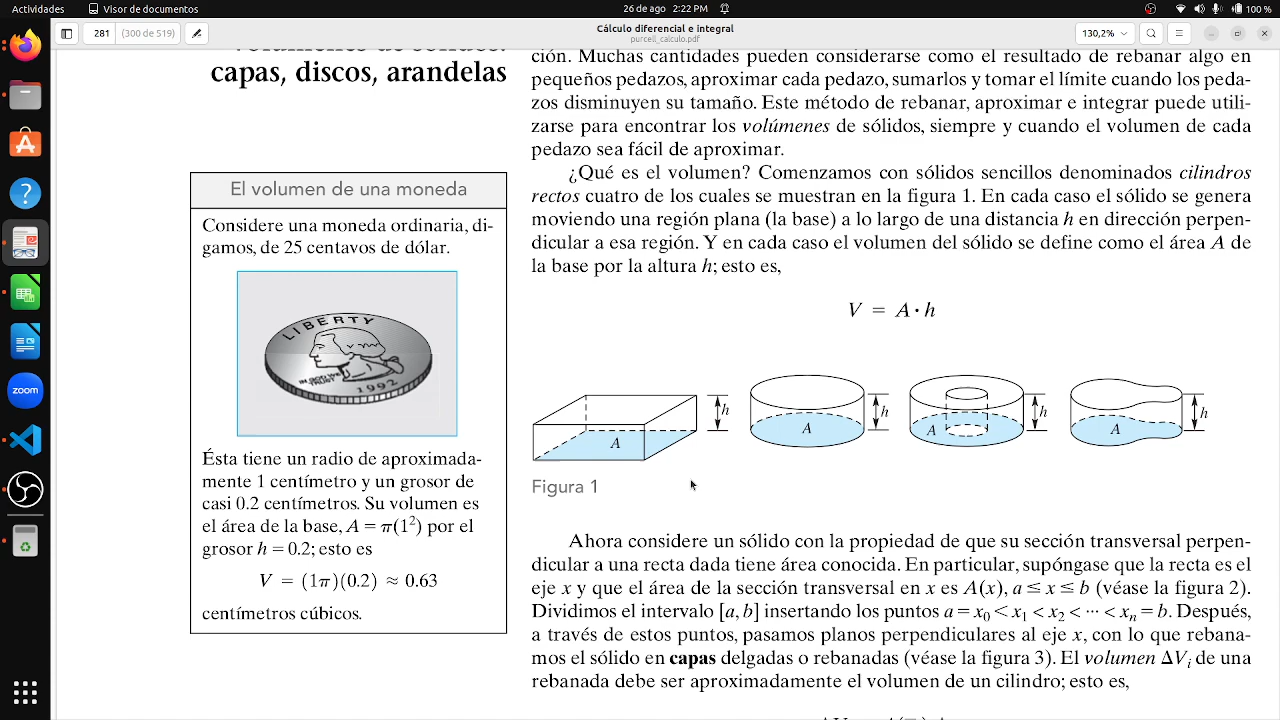 Actividades
Visor de documentos
26 de ago 2:22 PM
100 %
281
(300 de 519)
Cálculo diferencial e integral
purcell_calculo.pdf
130,2%
capas, discos, arandelas
El volumen de una moneda
Considere una moneda ordinaria, di-
gamos, de 25 centavos de dólar.
LIBERTY
IN GOD WE
TRUST
1992
Ésta tiene un radio de aproximada-
mente 1 centímetro y un grosor de
casi 0.2 centímetros. Su volumen es
el área de la base, A = π(1²) por el
grosor h = 0.2; esto es
V = (1π)(0.2) ≈ 0.63
centímetros cúbicos.
ción. Muchas cantidades pueden considerarse como el resultado de rebanar algo en
pequeños pedazos, aproximar cada pedazo, sumarlos y tomar el límite cuando los peda-
zos disminuyen su tamaño. Este método de rebanar, aproximar e integrar puede utili-
zarse para encontrar los volúmenes de sólidos, siempre y cuando el volumen de cada
pedazo sea fácil de aproximar.
¿Qué es el volumen? Comenzamos con sólidos sencillos denominados cilindros
rectos cuatro de los cuales se muestran en la figura 1. En cada caso el sólido se genera
moviendo una región plana (la base) a lo largo de una distancia h en dirección perpen-
dicular a esa región. Y en cada caso el volumen del sólido se define como el área A de
la base por la altura h; esto es,
V = A · h
A
h
A
h
A
h
A
h
Figura 1
Ahora considere un sólido con la propiedad de que su sección transversal perpen-
dicular a una recta dada tiene área conocida. En particular, supóngase que la recta es el
eje x y que el área de la sección transversal en x es A(x), a ≤ x ≤ b (véase la figura 2).
Dividimos el intervalo [a, b] insertando los puntos a = x₀ < x₁ < x₂ < ··· < xₙ = b. Después,
a través de estos puntos, pasamos planos perpendiculares al eje x, con lo que rebana-
mos el sólido en capas delgadas o rebanadas (véase la figura 3). El volumen ΔVᵢ de una
rebanada debe ser aproximadamente el volumen de un cilindro; esto es,
zoom